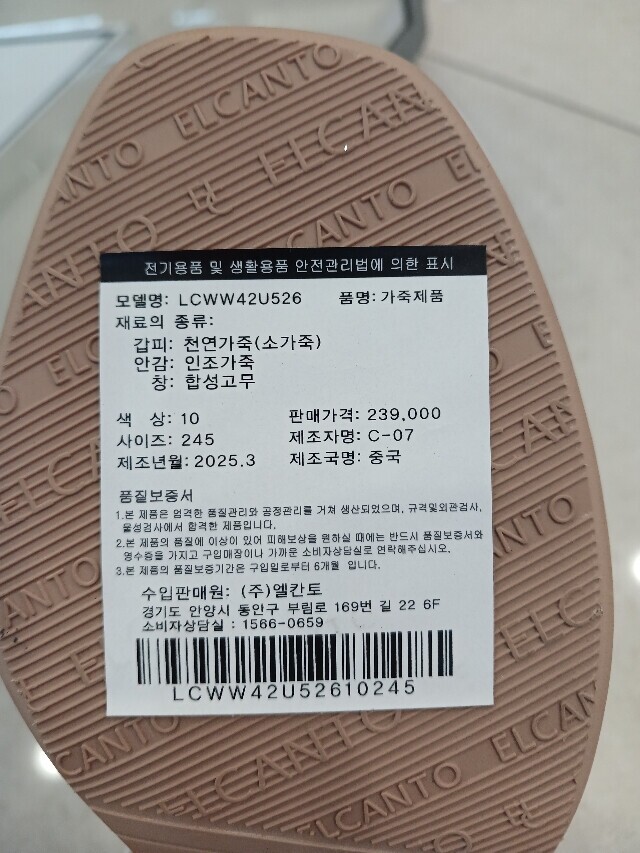 ELCANTO
ELCAN
ANTO
EC
CANTO
전기용품 및 생활용품 안전관리법에 의한 표시
모델명: LCWW42U526 품명: 가죽제품
재료의 종류:
갑피: 천연가죽(소가죽)
안감: 인조가죽
창: 합성고무
색 상: 10 판매가격: 239,000
사이즈: 245 제조자명: C-07
제조년월: 2025.3 제조국명: 중국
품질보증서
1.본 제품은 엄격한 품질관리와 공정관리를 거쳐 생산되었으며, 규격및외관검사,
물성검사에서 합격한 제품입니다.
2.본 제품의 품질에 이상이 있어 피해보상을 원하실 때에는 반드시 품질보증서와
영수증을 가지고 구입매장이나 가까운 소비자상담실로 연락해주십시오.
3.본 제품의 품질보증기간은 구입일로부터 6개월 입니다.
수입판매원: (주)엘칸토
경기도 안양시 동안구 부림로 169번 길 22 6F
소비자상담실 : 1566-0659
LCWW42U52610245
CANTO
ELCANTO
ELCAN
ELCANTO